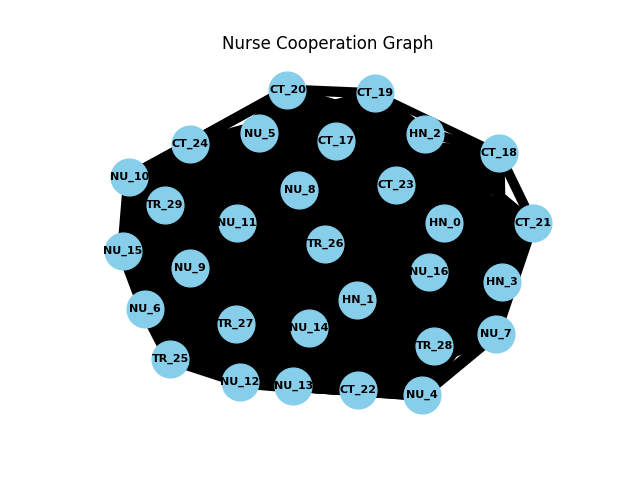 Nurse Cooperation Graph
CT_20
CT_19
NU_5
HN_2
CT_24
CT_17
CT_18
NU_10
CT_23
NU_8
TR_29
NU_11
HN_0
CT_21
TR_26
NU_15
NU_9
NU_16
HN_3
HN_1
NU_6
TR_27
NU_14
NU_7
TR_28
TR_25
NU_12
NU_13
CT_22
NU_4